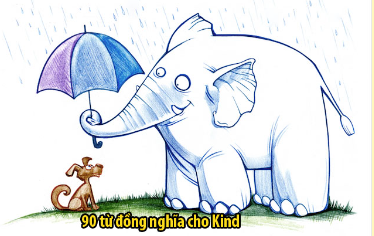 90 từ đồng nghĩa cho Kind